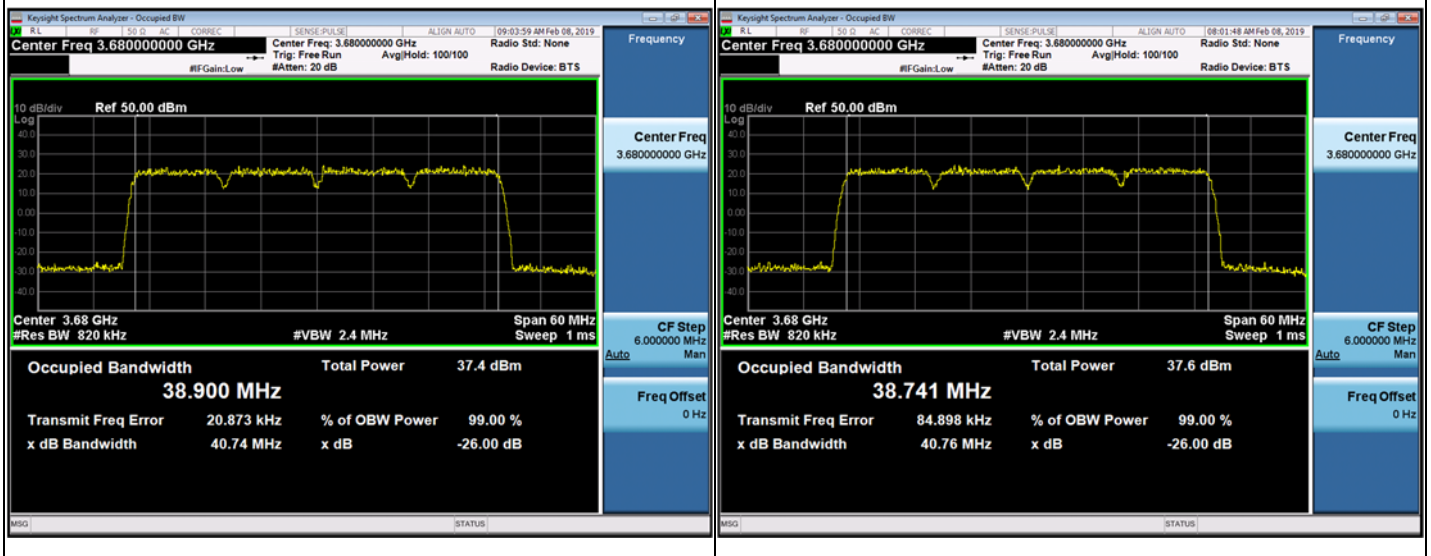 Keysight Spectrum Analyzer - Occupied BW
RL RF 50 Ω AC CORREC SENSE:PULSE ALIGN AUTO 09:03:59 AM Feb 08, 2019
Center Freq 3.680000000 GHz
Center Freq: 3.680000000 GHz Radio Std: None
Trig: Free Run Avg|Hold: 100/100
#IFGain:Low #Atten: 20 dB Radio Device: BTS
10 dB/div Ref 50.00 dBm
Log
40.0
30.0
20.0
10.0
0.00
-10.0
-20.0
-30.0
-40.0
Center 3.68 GHz Span 60 MHz
#Res BW 820 kHz #VBW 2.4 MHz Sweep 1 ms
Occupied Bandwidth Total Power 37.4 dBm
38.900 MHz
Transmit Freq Error 20.873 kHz % of OBW Power 99.00 %
x dB Bandwidth 40.74 MHz x dB -26.00 dB
MSG STATUS
Frequency
Center Freq
3.680000000 GHz
CF Step
6.000000 MHz
Auto Man
Freq Offset
0 Hz
Keysight Spectrum Analyzer - Occupied BW
RL RF 50 Ω AC CORREC SENSE:PULSE ALIGN AUTO 08:01:48 AM Feb 08, 2019
Center Freq 3.680000000 GHz
Center Freq: 3.680000000 GHz Radio Std: None
Trig: Free Run Avg|Hold: 100/100
#IFGain:Low #Atten: 20 dB Radio Device: BTS
10 dB/div Ref 50.00 dBm
Log
40.0
30.0
20.0
10.0
0.00
-10.0
-20.0
-30.0
-40.0
Center 3.68 GHz Span 60 MHz
#Res BW 820 kHz #VBW 2.4 MHz Sweep 1 ms
Occupied Bandwidth Total Power 37.6 dBm
38.741 MHz
Transmit Freq Error 84.898 kHz % of OBW Power 99.00 %
x dB Bandwidth 40.76 MHz x dB -26.00 dB
MSG STATUS
Frequency
Center Freq
3.680000000 GHz
CF Step
6.000000 MHz
Auto Man
Freq Offset
0 Hz